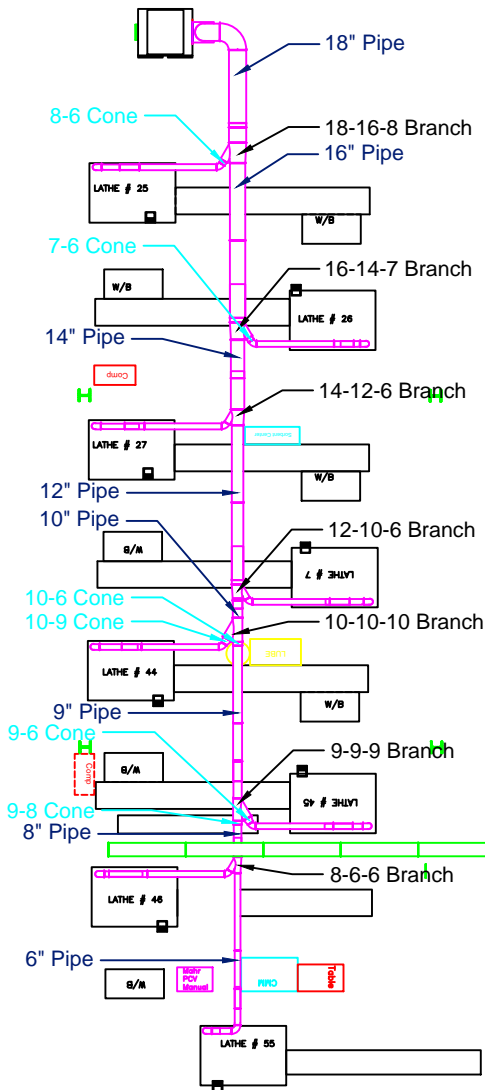 18" Pipe
8-6 Cone
18-16-8 Branch
16" Pipe
LATHE # 25
W/B
7-6 Cone
16-14-7 Branch
W/B
LATHE # 26
14" Pipe
Comp
14-12-6 Branch
LATHE # 27
W/B
12" Pipe
10" Pipe
12-10-6 Branch
W/B
LATHE # 7
10-6 Cone
10-9 Cone
10-10-10 Branch
LATHE # 44
LUBE
W/B
9" Pipe
9-6 Cone
9-9-9 Branch
Comp
W/B
LATHE # 45
9-8 Cone
8" Pipe
8-6-6 Branch
LATHE # 46
6" Pipe
W/B
Mahr
PCV
Manual
CMM
Table
LATHE # 55